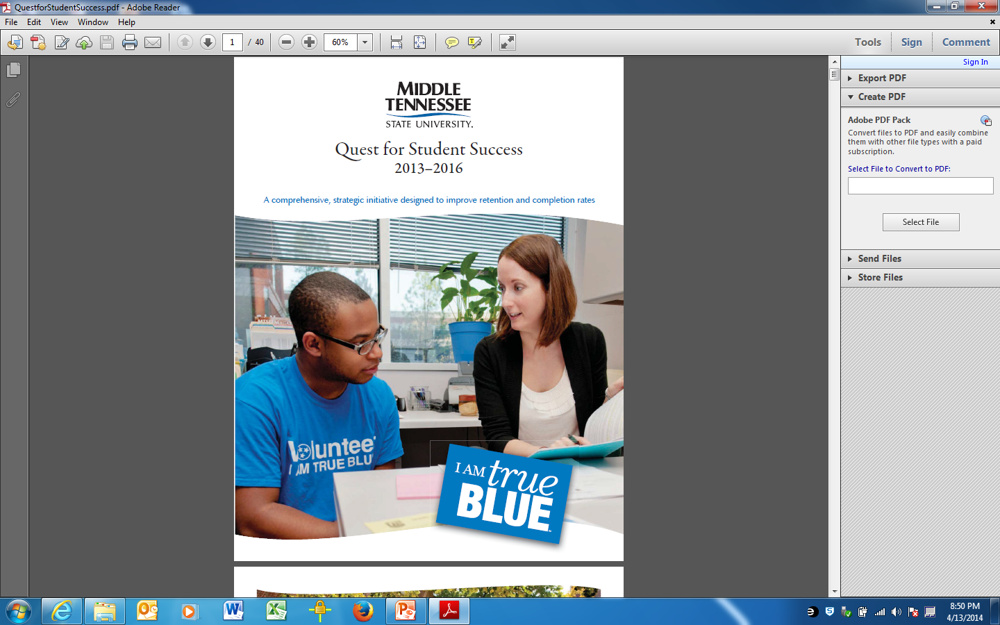 QuestforStudentSuccess.pdf - Adobe Reader
File Edit View Window Help
1 / 40 60% Tools Sign Comment
Sign In
Export PDF
Create PDF
Adobe PDF Pack
Convert files to PDF and easily combine
them with other file types with a paid
subscription.
Select File to Convert to PDF:
Select File
Send Files
Store Files
MIDDLE
TENNESSEE
STATE UNIVERSITY.
Quest for Student Success
2013–2016
A comprehensive, strategic initiative designed to improve retention and completion rates
Voluntee
I AM TRUE BLU
I AM true
BLUE
8:50 PM
4/13/2014